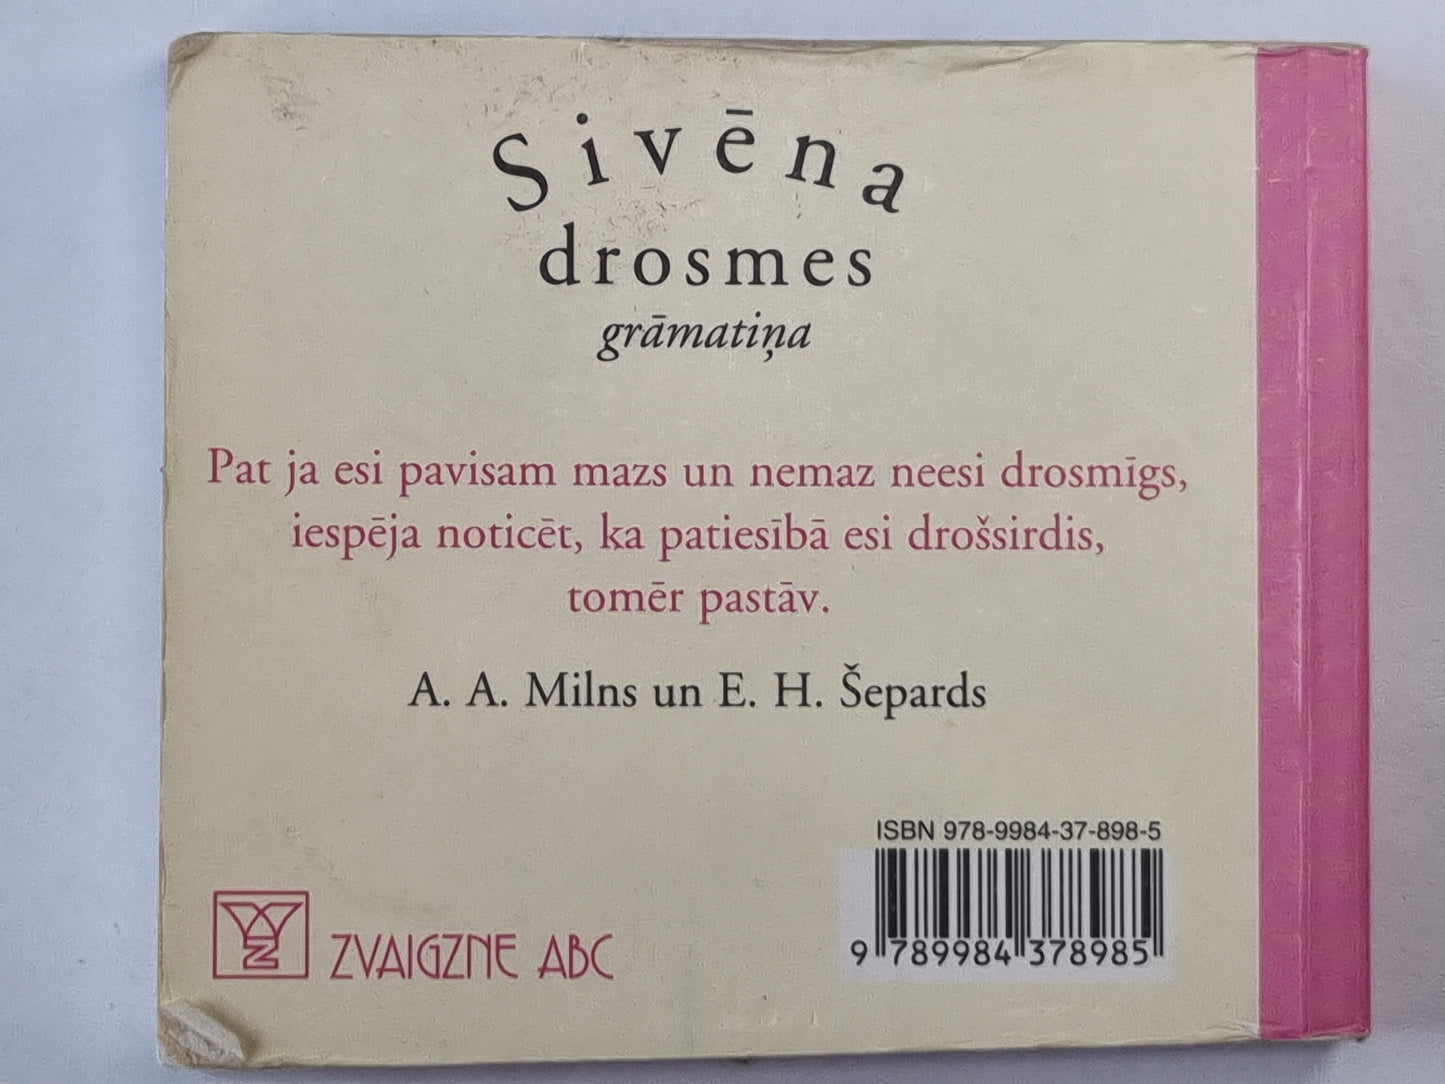 Sivēna
drosmes
grāmatiņa
Pat ja esi pavisam mazs un nemaz neesi drosmīgs,
iespēja noticēt, ka patiesībā esi drošsirdis,
tomēr pastāv.
A. A. Milns un E. H. Šepards
ISBN 978-9984-37-898-5
9 789984 378985
ZVAIGZNE ABC